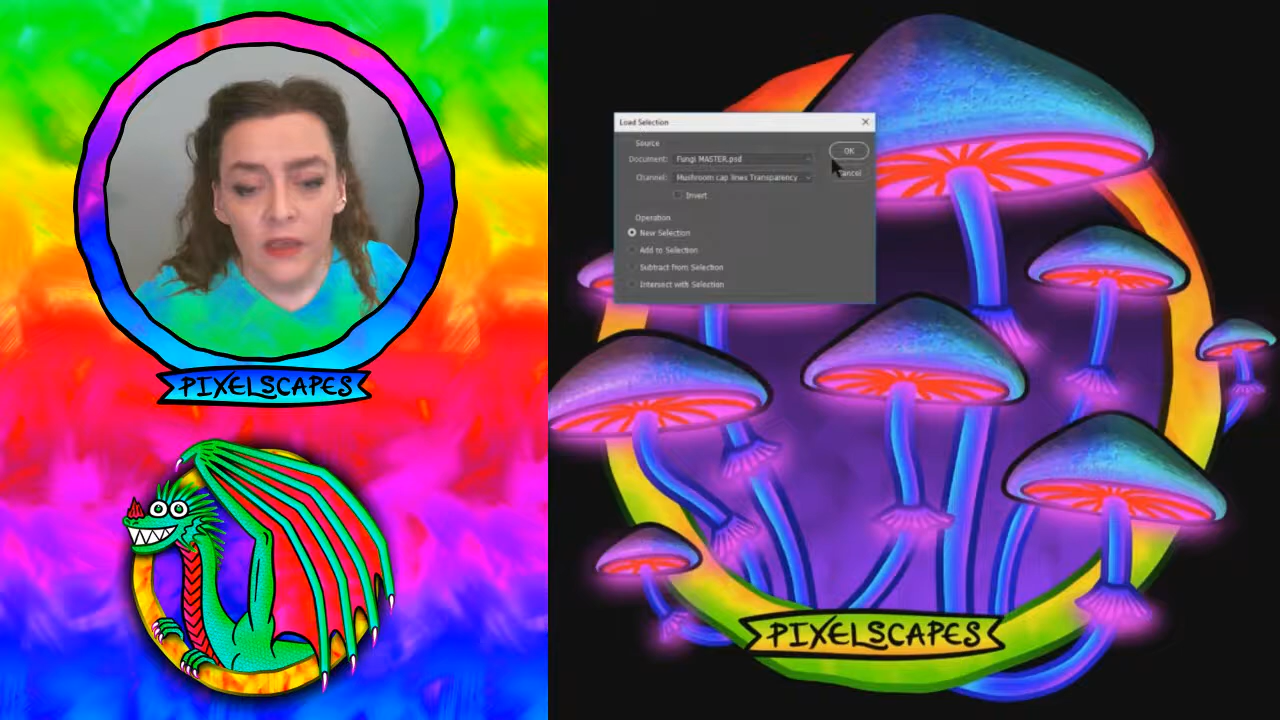 PIXELSCAPES
Load Selection
Source
Document: Fungi MASTER.psd
Channel: Mushroom cap lines Transparency
Invert
OK
Cancel
Operation
New Selection
Add to Selection
Subtract from Selection
Intersect with Selection
PIXELSCAPES